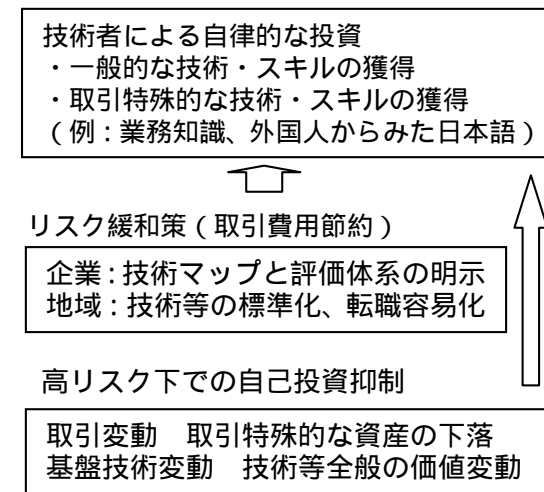 技術者による自律的な投資
・一般的な技術・スキルの獲得
・取引特殊的な技術・スキルの獲得
(例:業務知識、外国人からみた日本語)
リスク緩和策(取引費用節約)
企業:技術マップと評価体系の明示
地域:技術等の標準化、転職容易化
高リスク下での自己投資抑制
取引変動 取引特殊的な資産の下落
基盤技術変動 技術等全般の価値変動